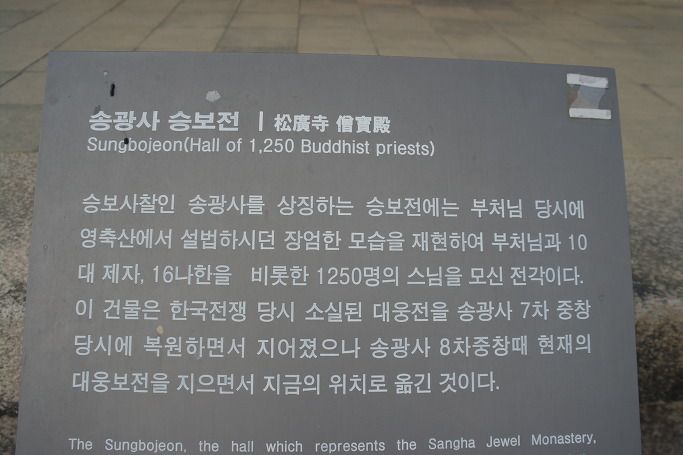 송광사 승보전 | 松廣寺 僧寶殿
Sungbojeon(Hall of 1,250 Buddhist priests)
승보사찰인 송광사를 상징하는 승보전에는 부처님 당시에
영축산에서 설법하시던 장엄한 모습을 재현하여 부처님과 10
대 제자, 16나한을 비롯한 1250명의 스님을 모신 전각이다.
이 건물은 한국전쟁 당시 소실된 대웅전을 송광사 7차 중창
당시에 복원하면서 지어졌으나 송광사 8차중창때 현재의
대웅보전을 지으면서 지금의 위치로 옮긴 것이다.
The Sungbojeon, the hall which represents the Sangha Jewel Monastery,